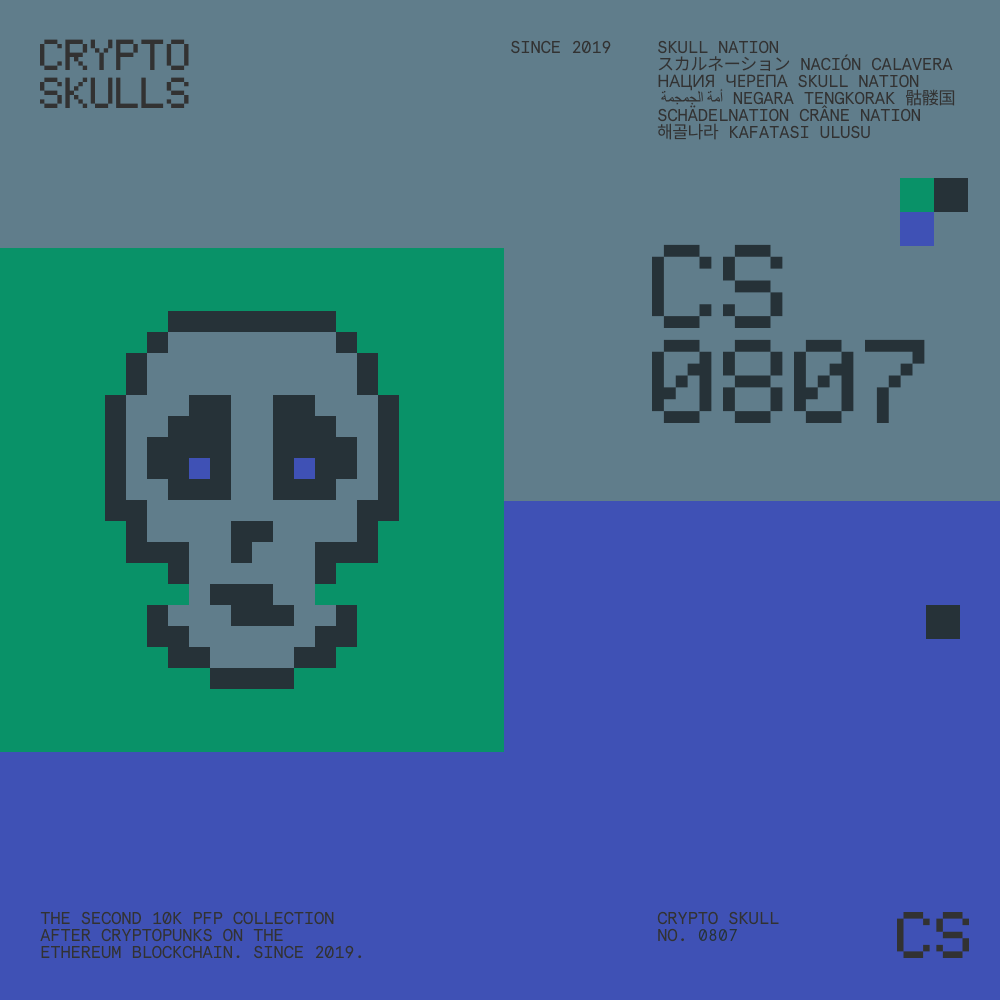 CRYPTO
SKULLS
SINCE 2019
SKULL NATION
スカルネーション NACIÓN CALAVERA
НАЦИЯ ЧЕРЕПА SKULL NATION
أمة الجمجمة NEGARA TENGKORAK 骷髅国
SCHÄDELNATION CRÂNE NATION
해골나라 KAFATASI ULUSU
CS
0807
THE SECOND 10K PFP COLLECTION
AFTER CRYPTOPUNKS ON THE
ETHEREUM BLOCKCHAIN. SINCE 2019.
CRYPTO SKULL
NO. 0807
CS